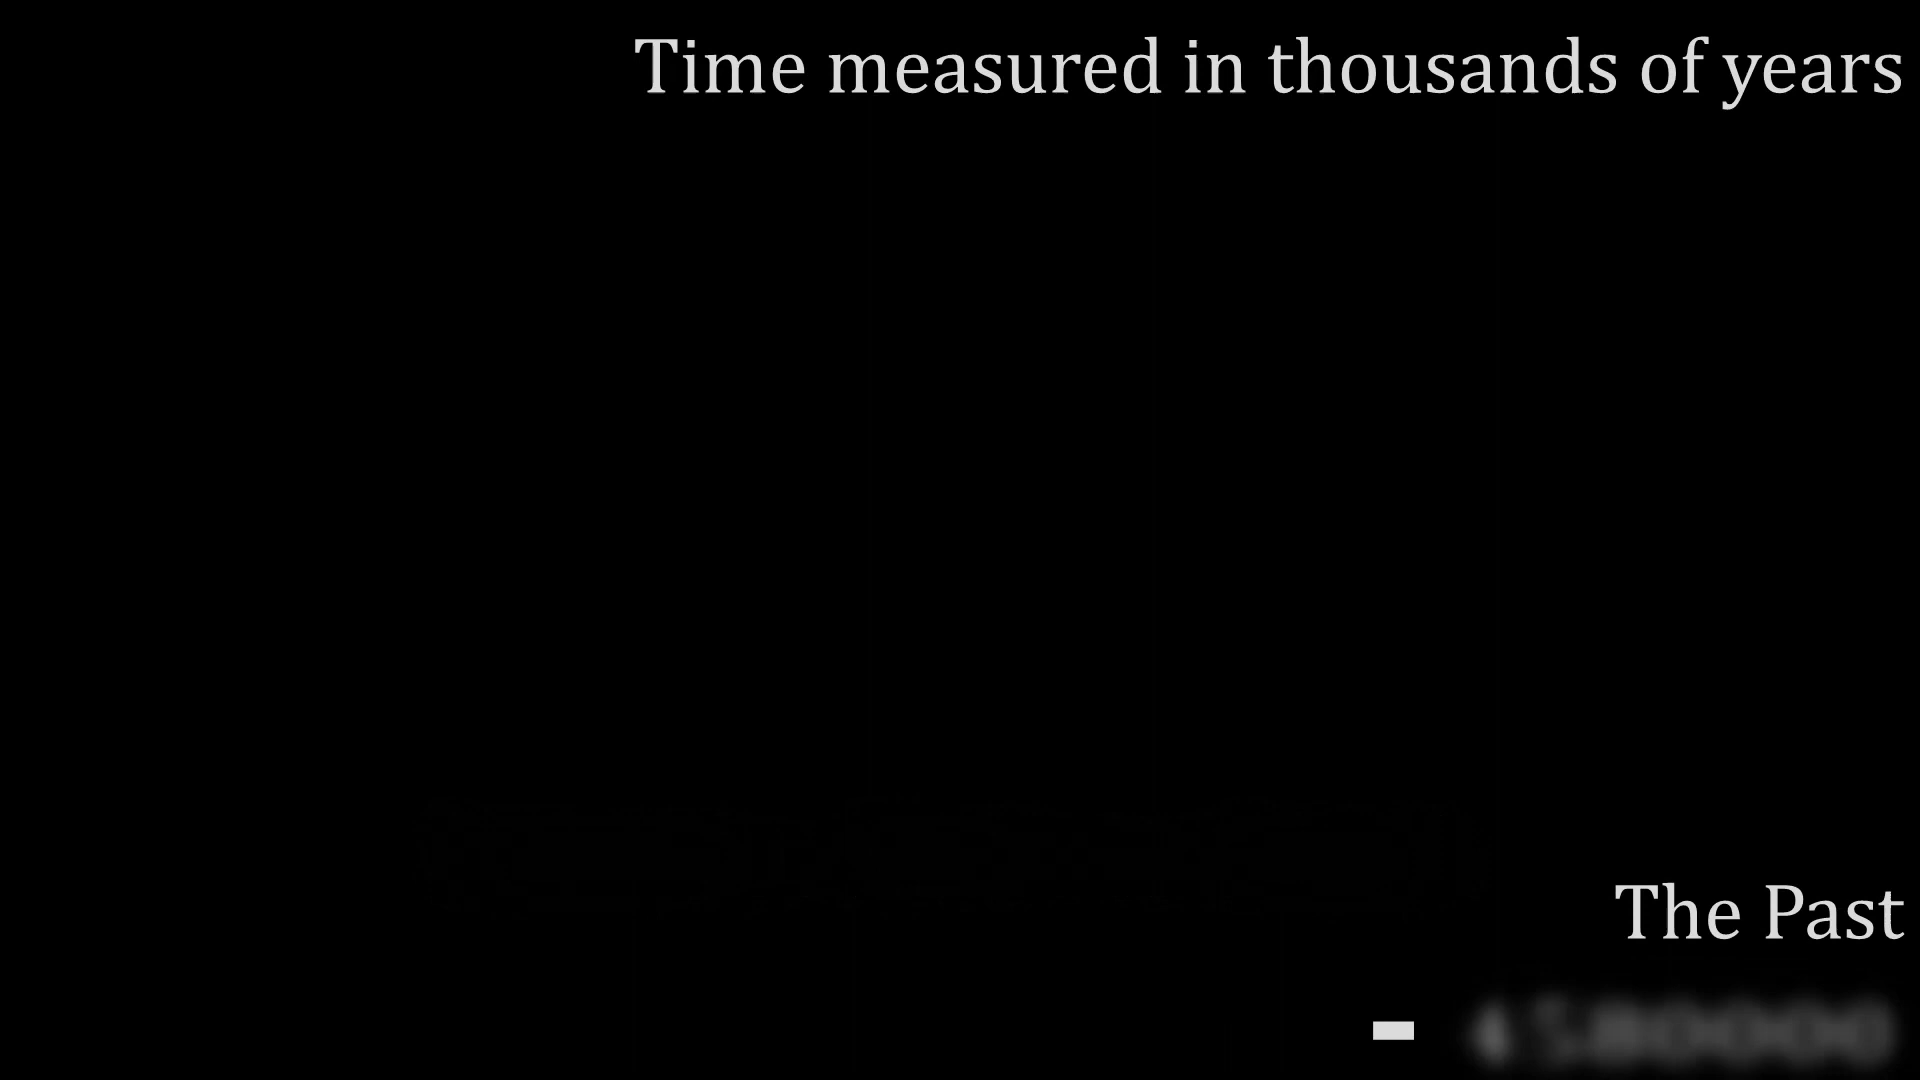 Time measured in thousands of years
The Past
-